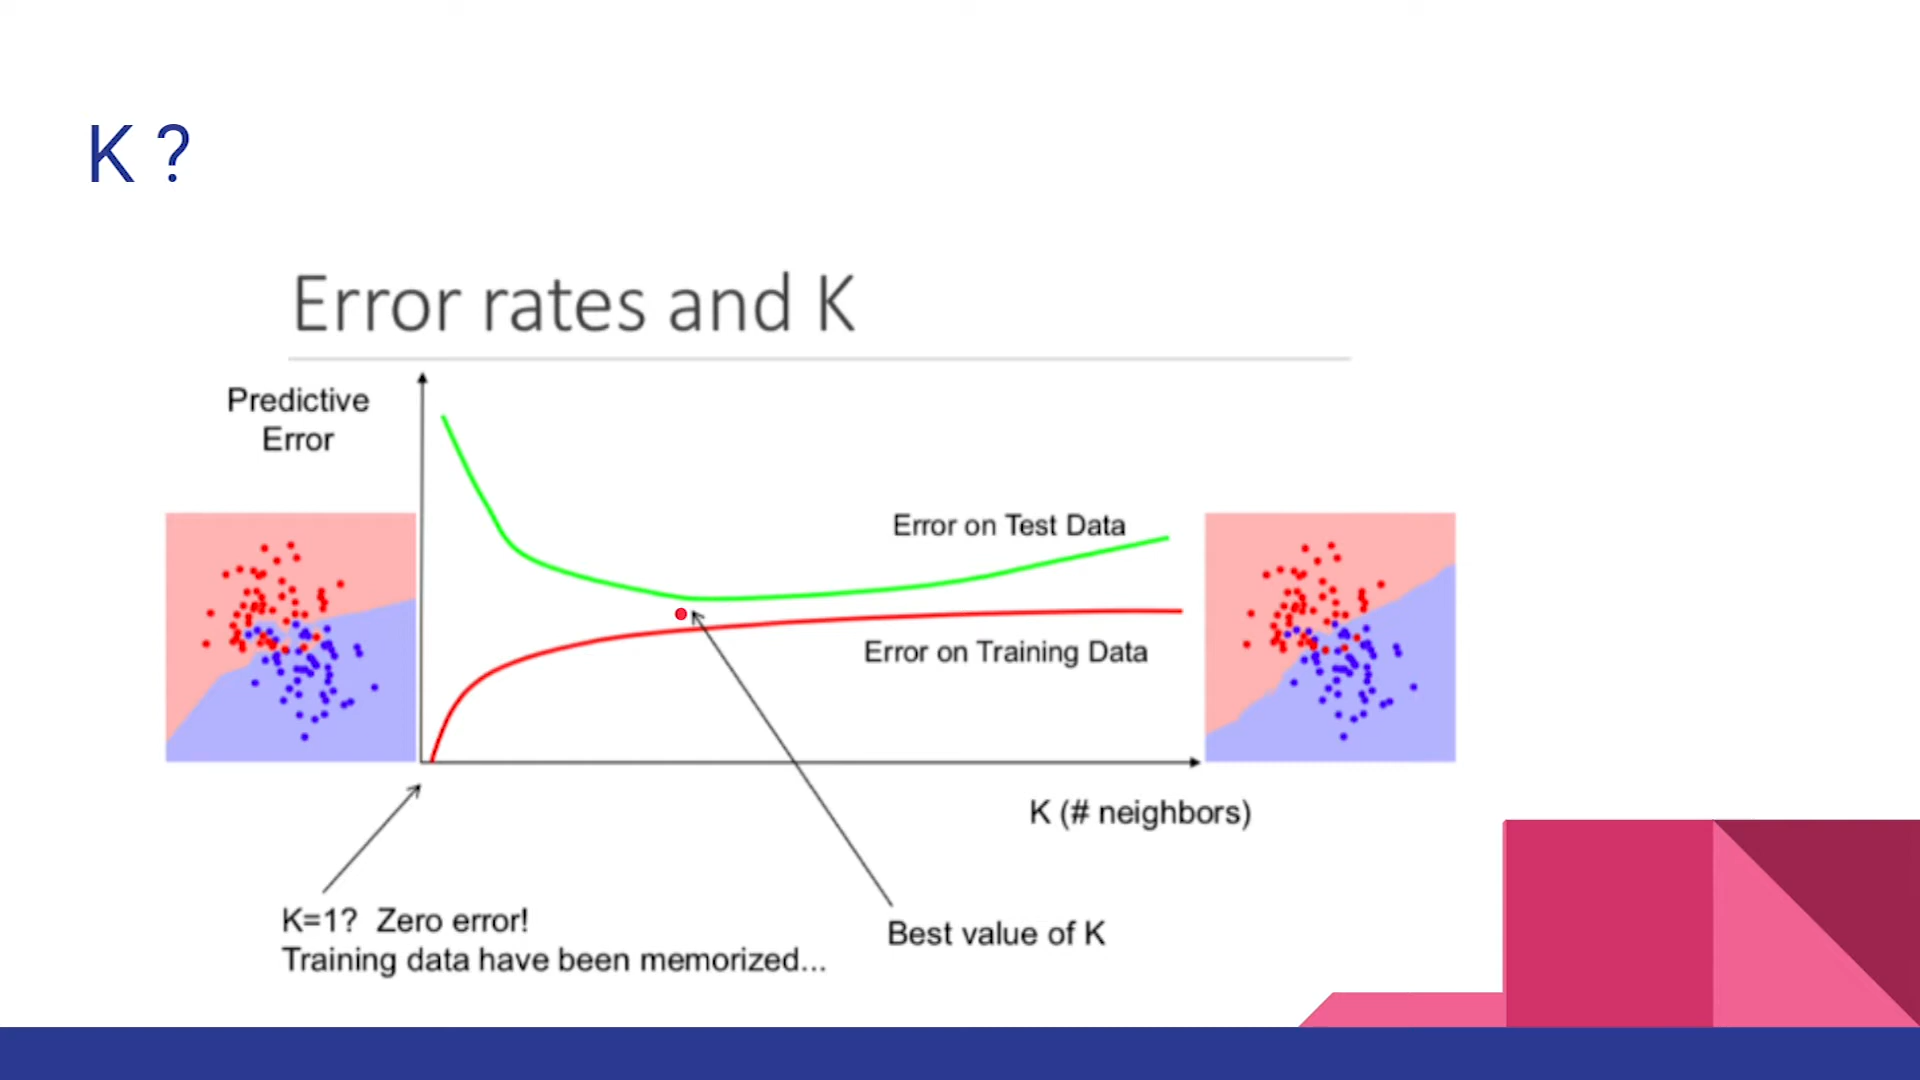 K ?
Error rates and K
Predictive
Error
Error on Test Data
Error on Training Data
K (# neighbors)
K=1? Zero error!
Training data have been memorized...
Best value of K